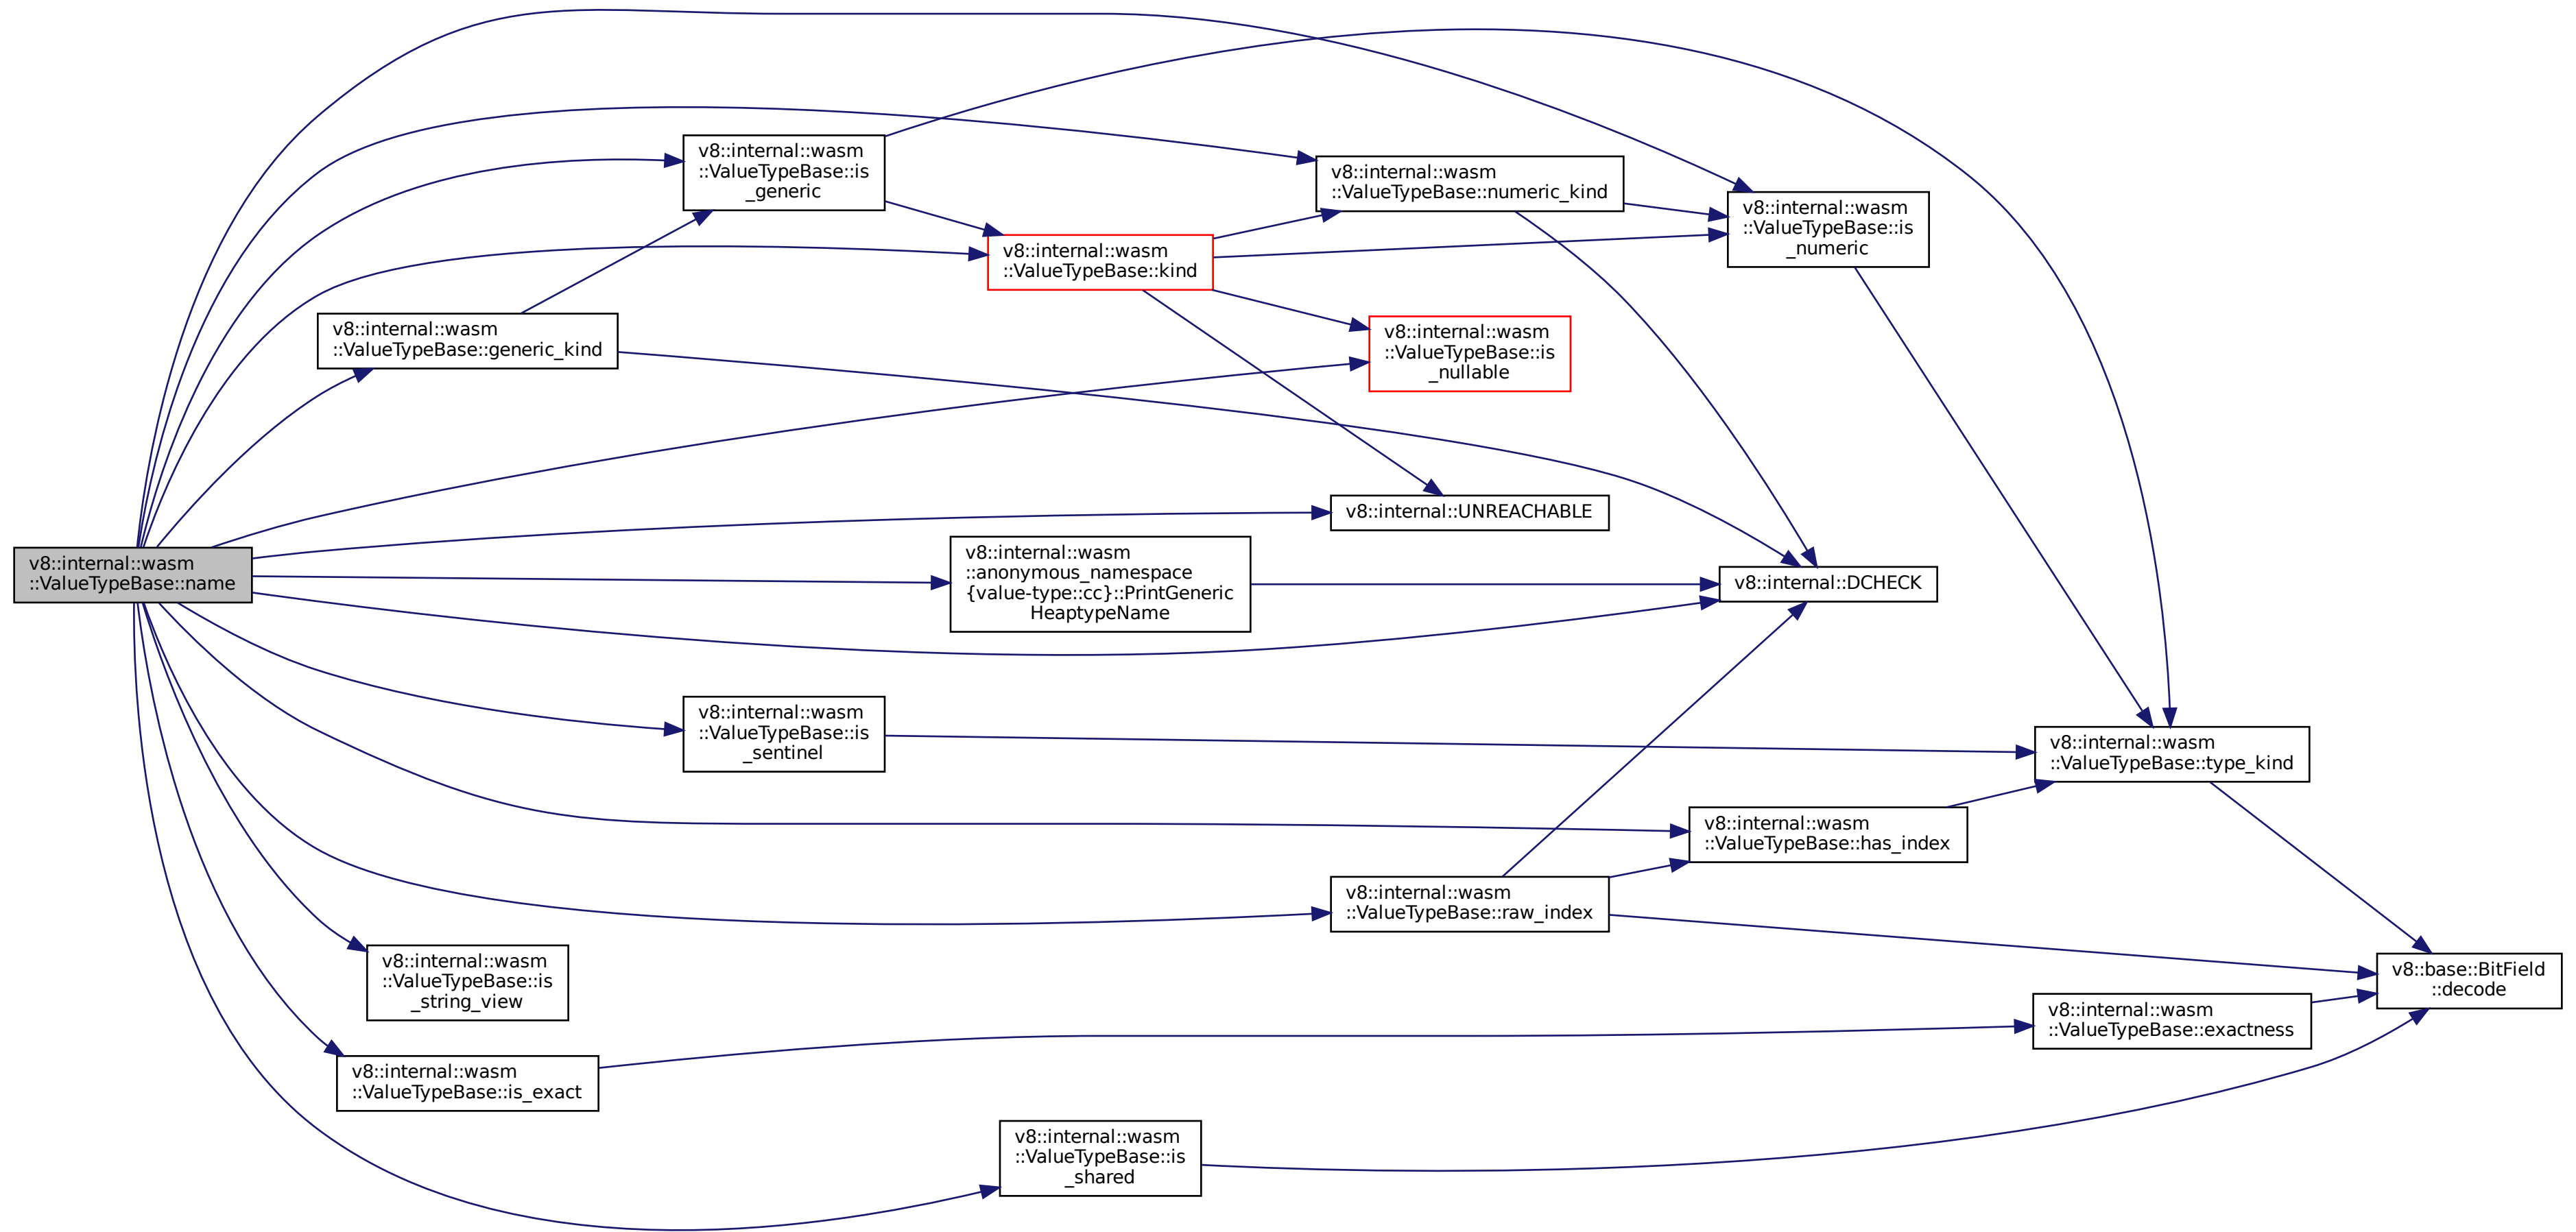 v8::internal::wasm
::ValueTypeBase::name
v8::internal::wasm
::ValueTypeBase::generic_kind
v8::internal::wasm
::ValueTypeBase::is
_string_view
v8::internal::wasm
::ValueTypeBase::is_exact
v8::internal::wasm
::ValueTypeBase::is
_generic
v8::internal::wasm
::ValueTypeBase::is
_sentinel
v8::internal::wasm
::ValueTypeBase::kind
v8::internal::wasm
::anonymous_namespace
{value-type::cc}::PrintGeneric
HeaptypeName
v8::internal::wasm
::ValueTypeBase::is
_shared
v8::internal::wasm
::ValueTypeBase::numeric_kind
v8::internal::wasm
::ValueTypeBase::is
_nullable
v8::internal::UNREACHABLE
v8::internal::wasm
::ValueTypeBase::raw_index
v8::internal::wasm
::ValueTypeBase::is
_numeric
v8::internal::DCHECK
v8::internal::wasm
::ValueTypeBase::has_index
v8::internal::wasm
::ValueTypeBase::type_kind
v8::internal::wasm
::ValueTypeBase::exactness
v8::base::BitField
::decode